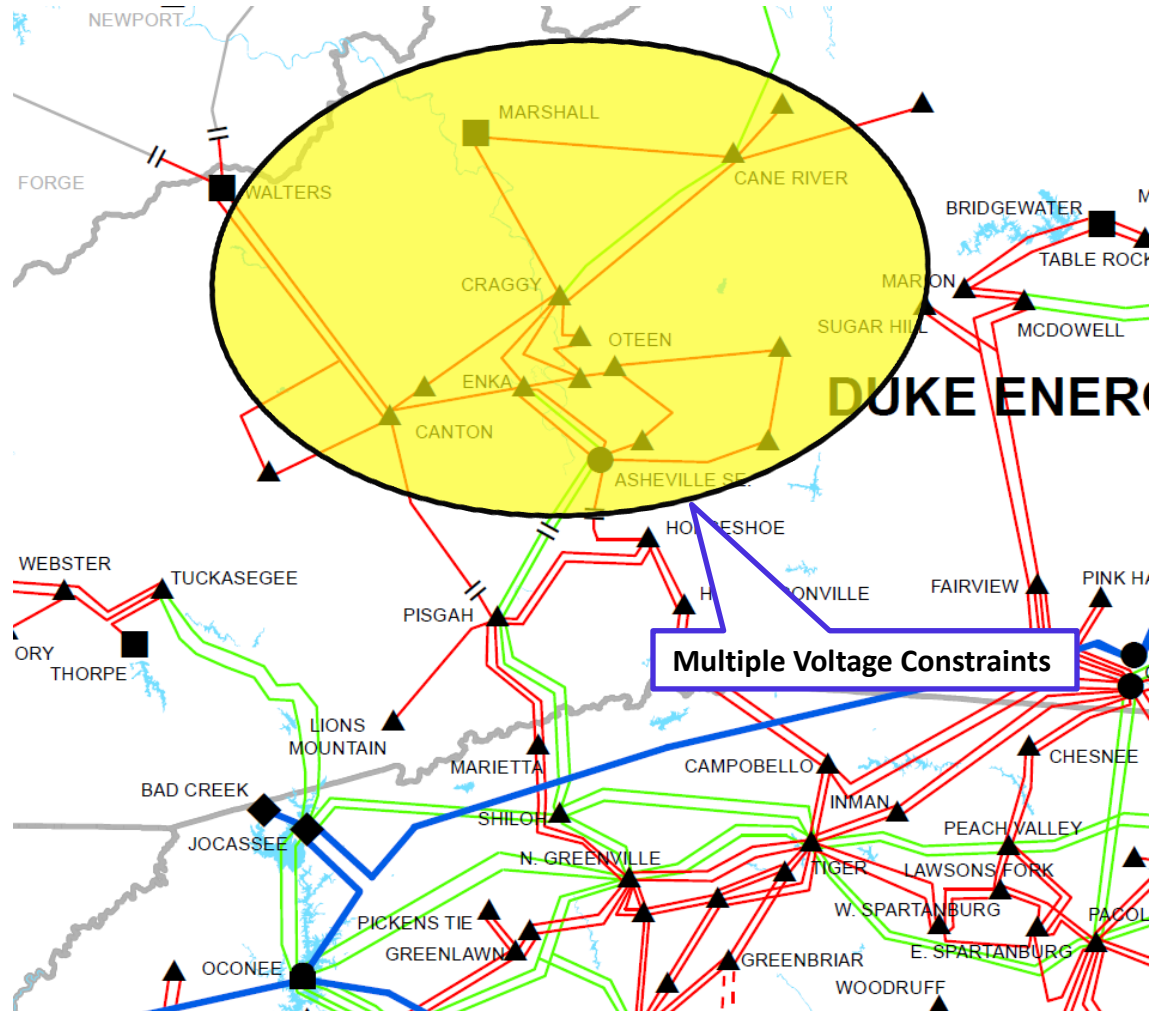 NEWPORT
MARSHALL
CANE RIVER
FORGE
WALTERS
BRIDGEWATER
M
TABLE ROCK
CRAGGY
MARION
SUGAR HILL
MCDOWELL
OTEEN
ENKA
DUKE ENERG
CANTON
ASHEVILLE S.E.
HORSESHOE
WEBSTER
TUCKASEGEE
FAIRVIEW
PINK HA
H
ONVILLE
PISGAH
ORY
THORPE
Multiple Voltage Constraints
LIONS
MOUNTAIN
MARIETTA
CAMPOBELLO
CHESNEE
BAD CREEK
INMAN
SHILOH
JOCASSEE
PEACH VALLEY
N. GREENVILLE
TIGER
LAWSONS FORK
W. SPARTANBURG
PACOL
PICKENS TIE
GREENLAWN
E. SPARTANBURG
OCONEE
GREENBRIAR
WOODRUFF